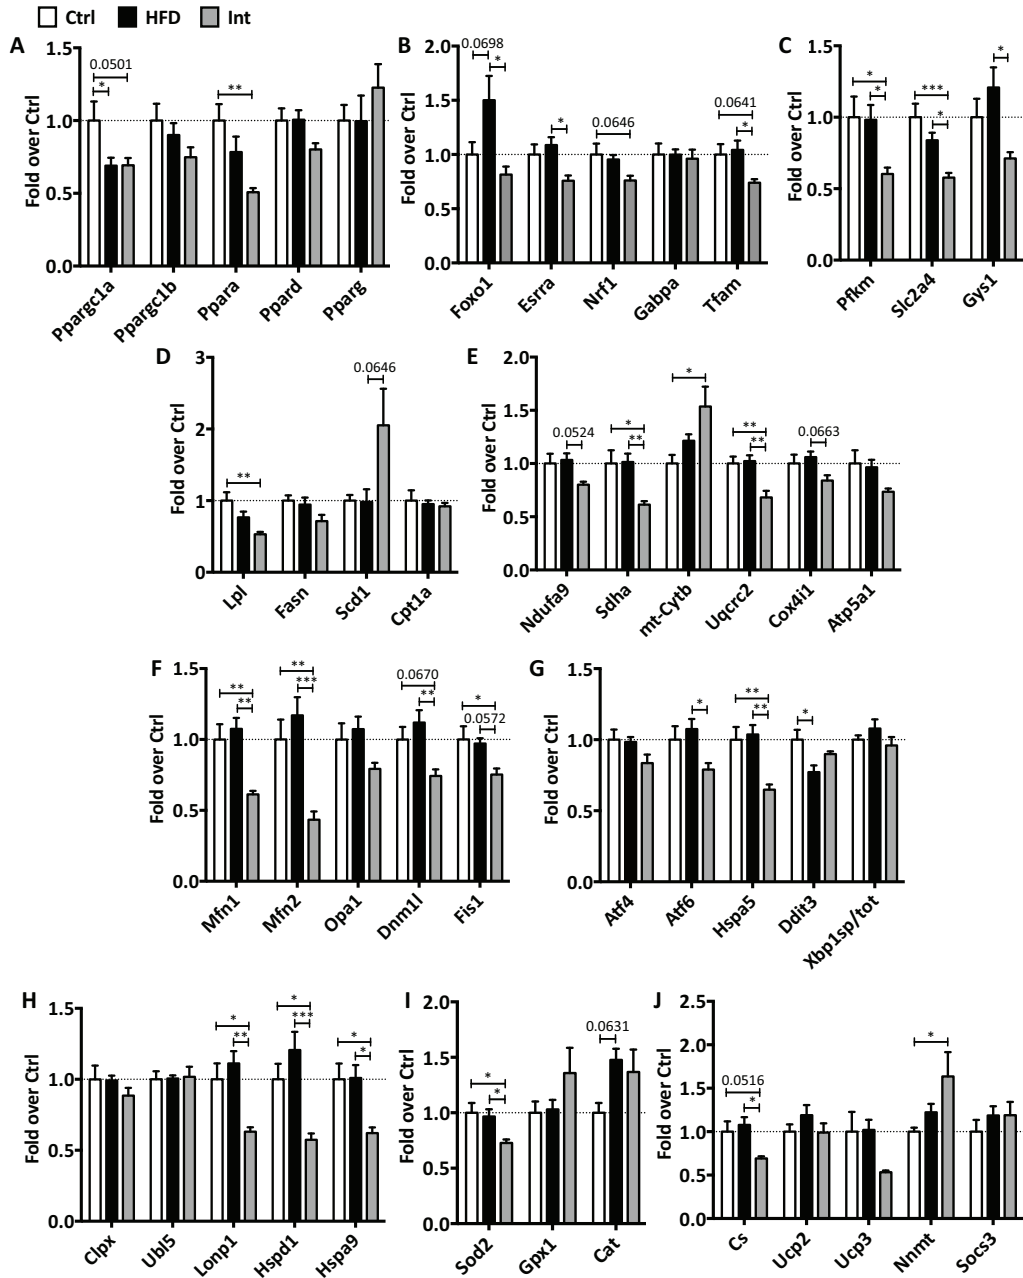 Ctrl HFD Int
A
Fold over Ctrl
1.5
1.0
0.5
0.0
0.0501
*
**
Ppargc1a Ppargc1b Ppara Ppard Pparg
B
Fold over Ctrl
2.0
1.5
1.0
0.5
0.0
0.0698
*
*
0.0646
0.0641
*
Foxo1 Esrra Nrf1 Gabpa Tfam
C
Fold over Ctrl
1.5
1.0
0.5
0.0
*
*
***
*
*
Pfkm Slc2a4 Gys1
D
Fold over Ctrl
3
2
1
0
**
0.0646
Lpl Fasn Scd1 Cpt1a
E
Fold over Ctrl
2.0
1.5
1.0
0.5
0.0
0.0524
*
**
*
**
**
0.0663
Ndufa9 Sdha mt-Cytb Uqcrc2 Cox4i1 Atp5a1
F
Fold over Ctrl
1.5
1.0
0.5
0.0
**
**
**
***
0.0670
**
*
0.0572
Mfn1 Mfn2 Opa1 Dnm1l Fis1
G
Fold over Ctrl
1.5
1.0
0.5
0.0
*
**
**
*
Atf4 Atf6 Hspa5 Ddit3 Xbp1sp/tot
H
Fold over Ctrl
1.5
1.0
0.5
0.0
*
**
*
***
*
*
Clpx Ubl5 Lonp1 Hspd1 Hspa9
I
Fold over Ctrl
2.0
1.5
1.0
0.5
0.0
*
*
0.0631
Sod2 Gpx1 Cat
J
Fold over Ctrl
2.5
2.0
1.5
1.0
0.5
0.0
0.0516
*
*
Cs Ucp2 Ucp3 Nnmt Socs3